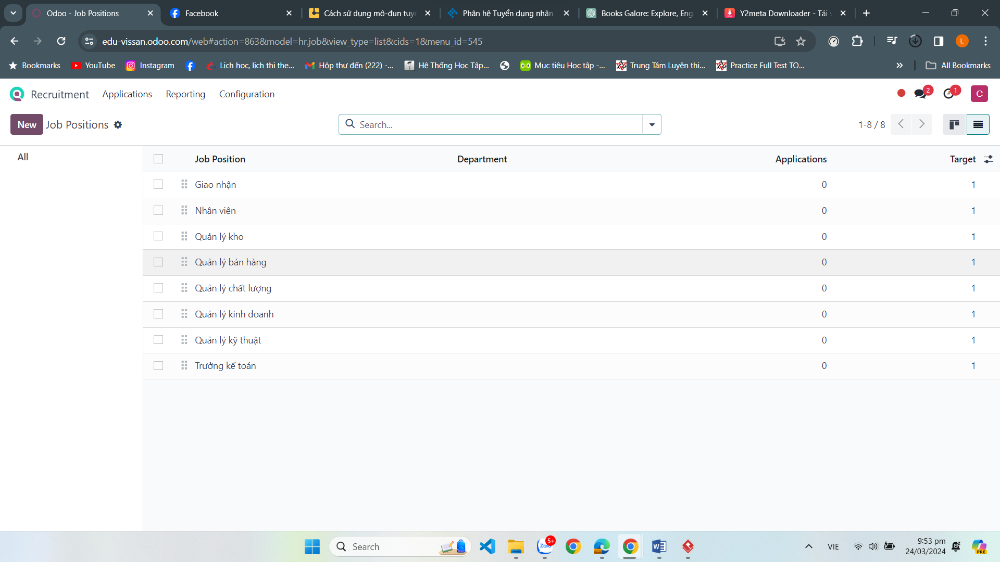 Odoo - Job Positions
Facebook
Cách sử dụng mô-đun tuyể
Phân hệ Tuyển dụng nhân
Books Galore: Explore, Eng
Y2meta Downloader - Tải v
edu-vissan.odoo.com/web#action=863&model=hr.job&view_type=list&cids=1&menu_id=545
L
Bookmarks
YouTube
Instagram
Lịch học, lịch thi the...
Hộp thư đến (222) -...
Hệ Thống Học Tập...
Mục tiêu Học tập -...
Trung Tâm Luyện thi...
Practice Full Test TO...
All Bookmarks
Recruitment
Applications
Reporting
Configuration
2
1
C
New
Job Positions
Search...
1-8 / 8
All
Job Position Department Applications Target
Giao nhận 0 1
Nhân viên 0 1
Quản lý kho 0 1
Quản lý bán hàng 0 1
Quản lý chất lượng 0 1
Quản lý kinh doanh 0 1
Quản lý kỹ thuật 0 1
Trưởng kế toán 0 1
Search
Zalo
5+
VIE
9:53 pm
24/03/2024
PRE